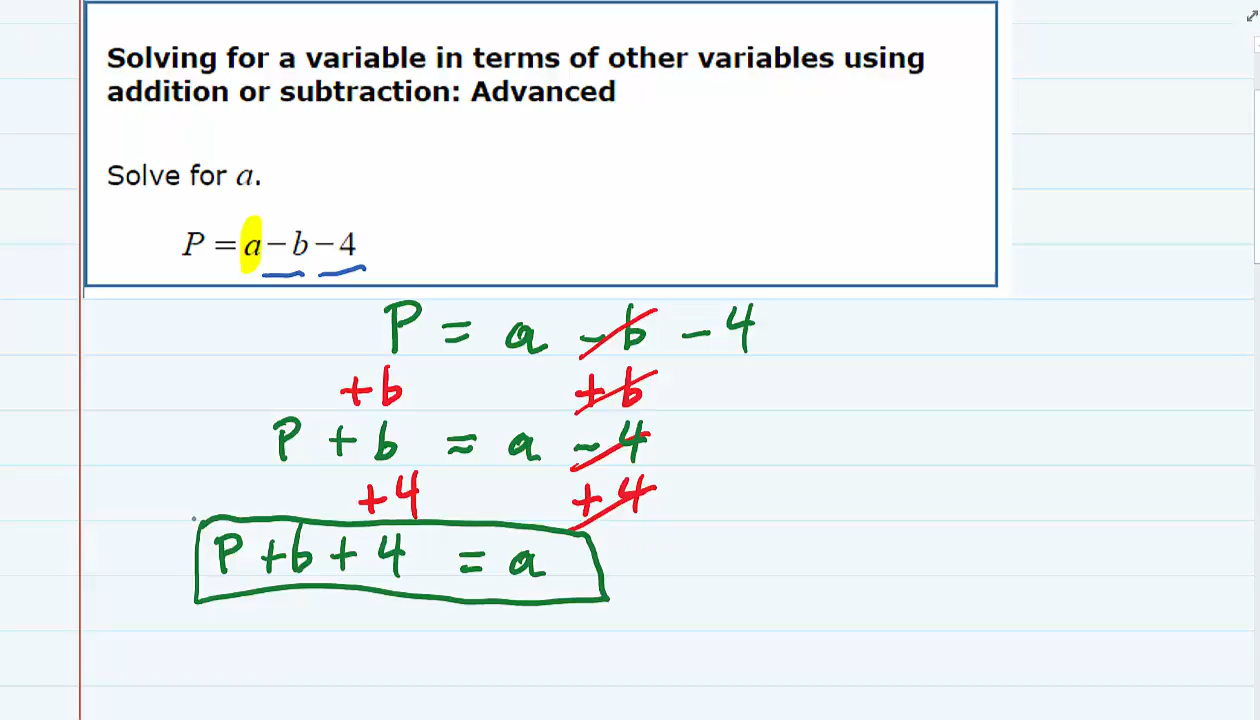 Solving for a variable in terms of other variables using
addition or subtraction: Advanced
Solve for a.
P = a − b − 4
P = a − b − 4
+b +b
P + b = a − 4
+4 +4
P + b + 4 = a